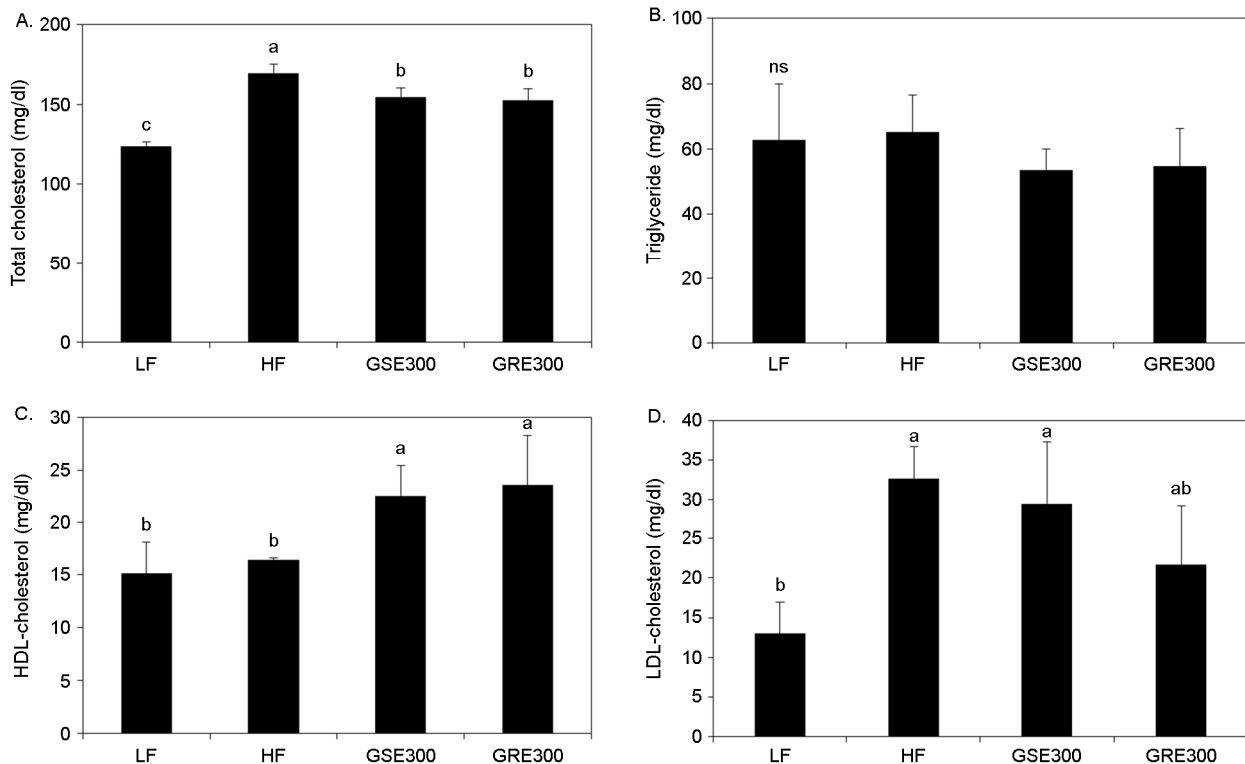 A.
Total cholesterol (mg/dl)
200
150
100
50
0
c
a
b
b
LF HF GSE300 GRE300
B.
Triglyceride (mg/dl)
100
80
60
40
20
0
ns
LF HF GSE300 GRE300
C.
HDL-cholesterol (mg/dl)
30
25
20
15
10
5
0
b
b
a
a
LF HF GSE300 GRE300
D.
LDL-cholesterol (mg/dl)
40
35
30
25
20
15
10
5
0
b
a
a
ab
LF HF GSE300 GRE300